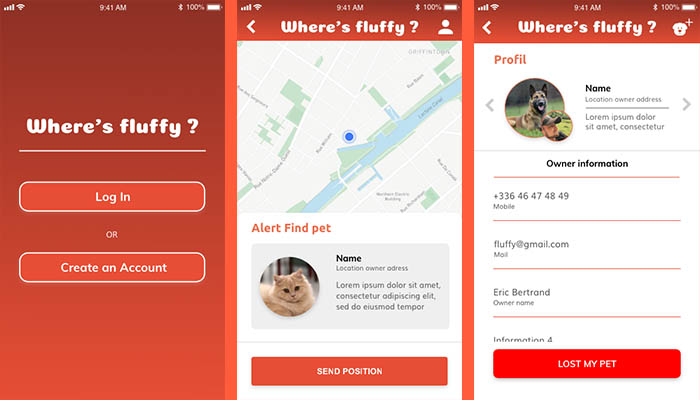 9:41 AM
100%
Where's fluffy ?
Log In
OR
Create an Account
9:41 AM
100%
Where's fluffy ?
GRIFFINTOWN
Lachine Canal
Northern Electric
Building
Alert Find pet
Name
Location owner adress
Lorem ipsum dolor sit amet,
consectetur adipiscing elit,
sed do eiusmod tempor
SEND POSITION
9:41 AM
100%
Where's fluffy ?
Profil
Name
Location owner address
Lorem ipsum dolor
sit amet, consectetur
Owner information
+336 46 47 48 49
Mobile
fluffy@gmail.com
Mail
Eric Bertrand
Owner name
Information 4
LOST MY PET